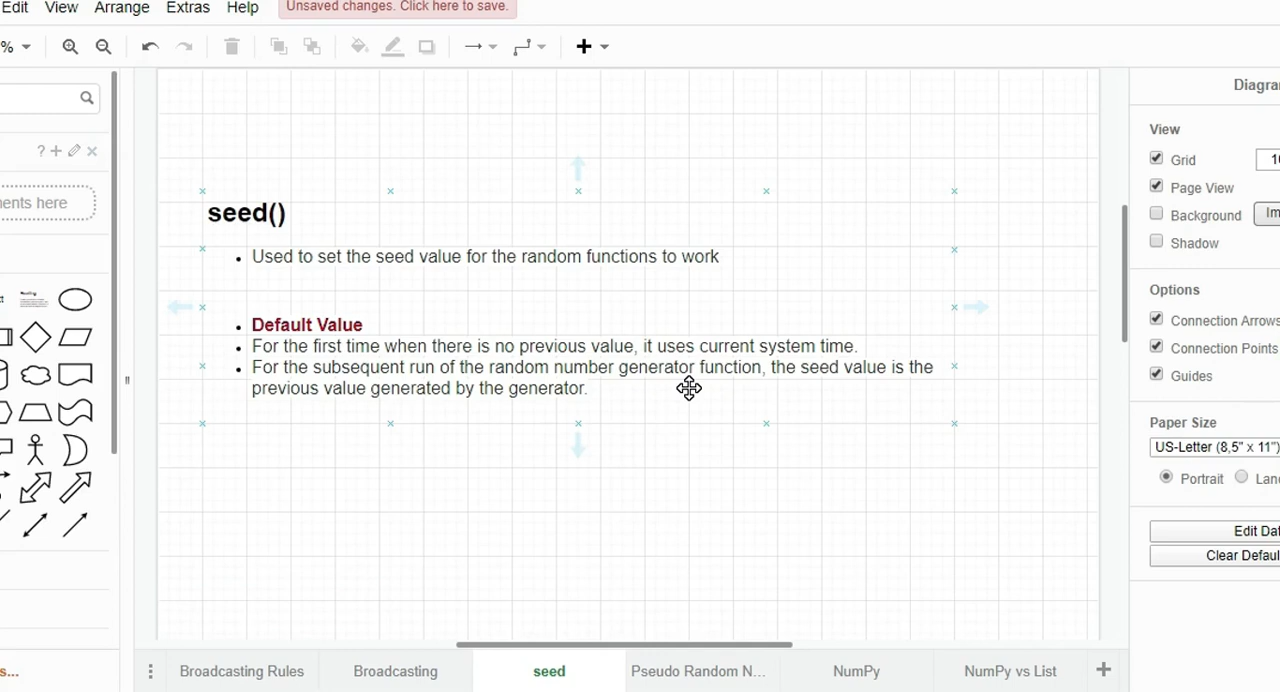 Edit View Arrange Extras Help Unsaved changes. Click here to save.
%
Diagra
? 
ents here
View
Grid 1
Page View
Background Im
Shadow
seed()
• Used to set the seed value for the random functions to work
• Default Value
• For the first time when there is no previous value, it uses current system time.
• For the subsequent run of the random number generator function, the seed value is the
previous value generated by the generator.
Options
Connection Arrows
Connection Points
Guides
Paper Size
US-Letter (8,5" x 11")
Portrait Lan
Edit Da
Clear Defaul
s...
Broadcasting Rules Broadcasting seed Pseudo Random N... NumPy NumPy vs List